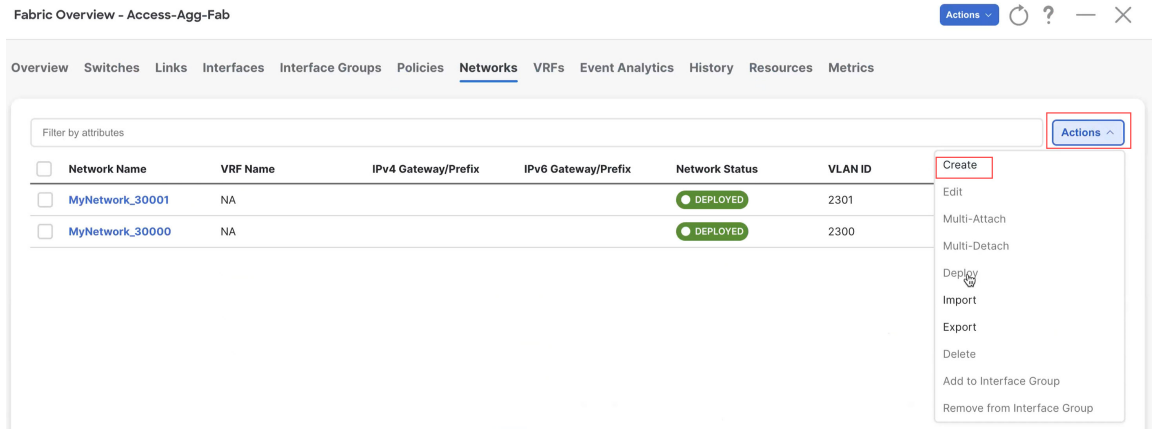 Fabric Overview - Access-Agg-Fab
Actions
?
Overview Switches Links Interfaces Interface Groups Policies Networks VRFs Event Analytics History Resources Metrics
Filter by attributes
Actions
Network Name VRF Name IPv4 Gateway/Prefix IPv6 Gateway/Prefix Network Status VLAN ID
MyNetwork_30001 NA DEPLOYED 2301
MyNetwork_30000 NA DEPLOYED 2300
Create
Edit
Multi-Attach
Multi-Detach
Deploy
Import
Export
Delete
Add to Interface Group
Remove from Interface Group